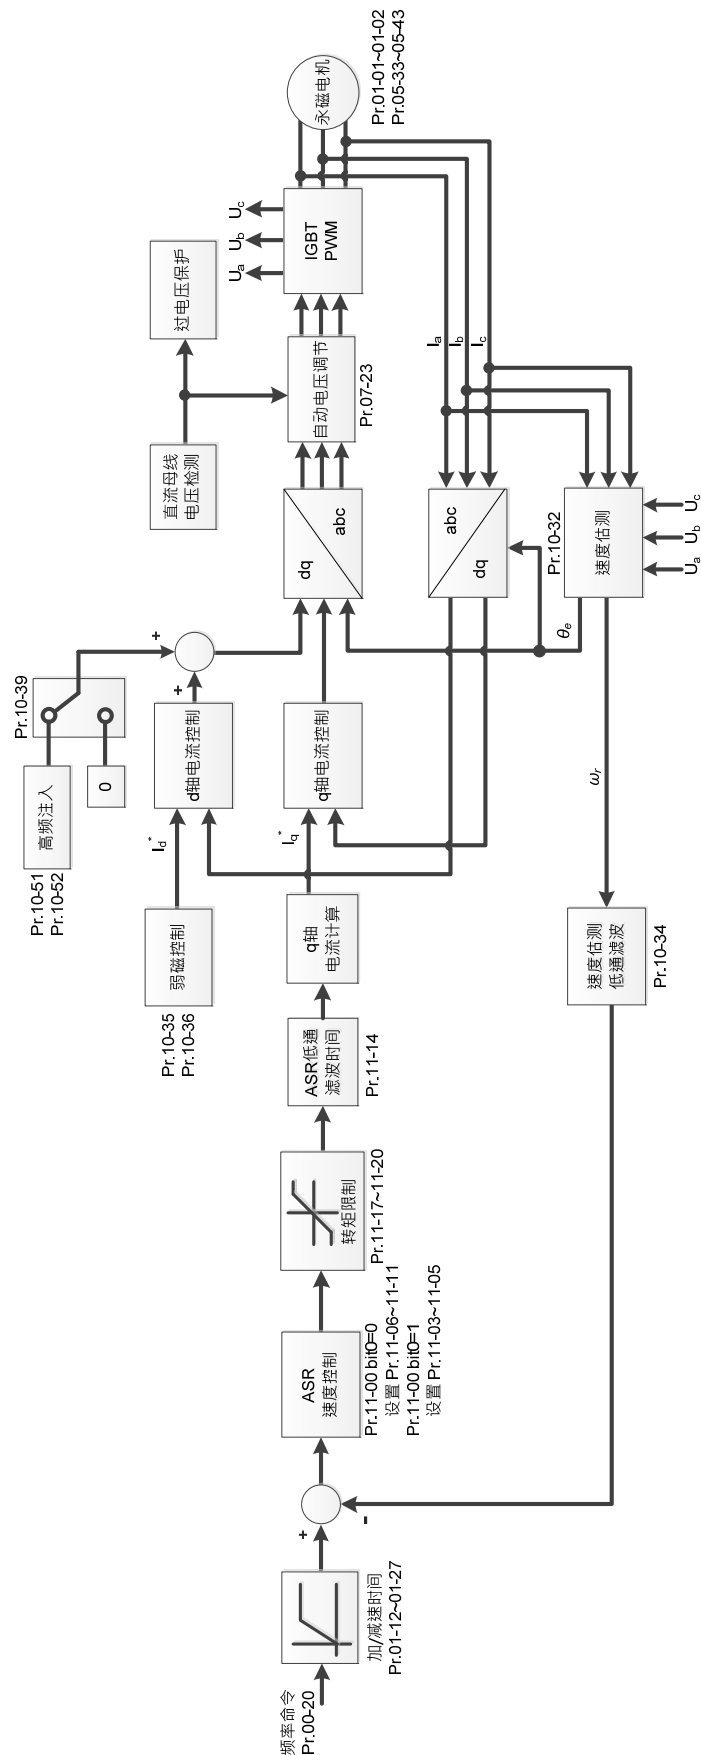 频率命令
Pr.00-20
加/减速时间
Pr.01-12~01-27
+
-
ASR
速度控制
Pr.11-00 bit0=0
设置 Pr.11-06~11-11
Pr.11-00 bit0=1
设置 Pr.11-03~11-05
转矩限制
Pr.11-17~11-20
ASR低通
滤波时间
Pr.11-14
q轴
电流计算
Iq*
q轴电流控制
Pr.10-35
Pr.10-36
弱磁控制
Id*
d轴电流控制
+
+
Pr.10-51
Pr.10-52
高频注入
0
Pr.10-39
dq
abc
直流母线
电压检测
过电压保护
自动电压调节
Pr.07-23
IGBT
PWM
Ua
Ub
Uc
永磁电机
Pr.01-01~01-02
Pr.05-33~05-43
Ia
Ib
Ic
abc
dq
Pr.10-32
速度估测
Ua
Ub
Uc
θe
ωr
速度估测
低通滤波
Pr.10-34